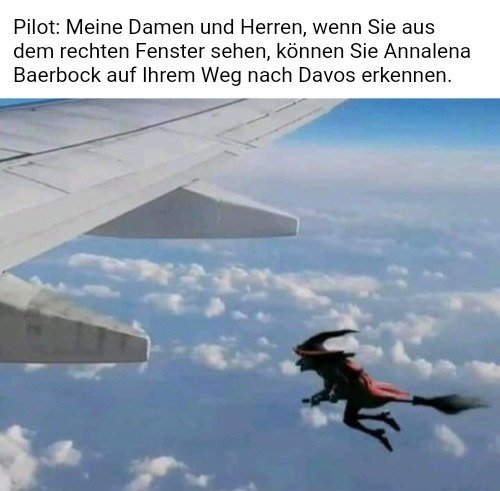 Pilot: Meine Damen und Herren, wenn Sie aus
dem rechten Fenster sehen, können Sie Annalena
Baerbock auf Ihrem Weg nach Davos erkennen.